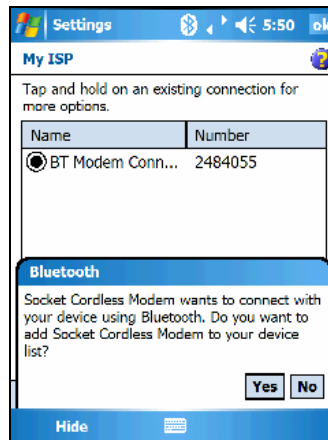 Settings 5:50 ok
My ISP
Tap and hold on an existing connection for
more options.
Name Number
BT Modem Conn... 2484055
Bluetooth
Socket Cordless Modem wants to connect with
your device using Bluetooth. Do you want to
add Socket Cordless Modem to your device
list?
Yes No
Hide